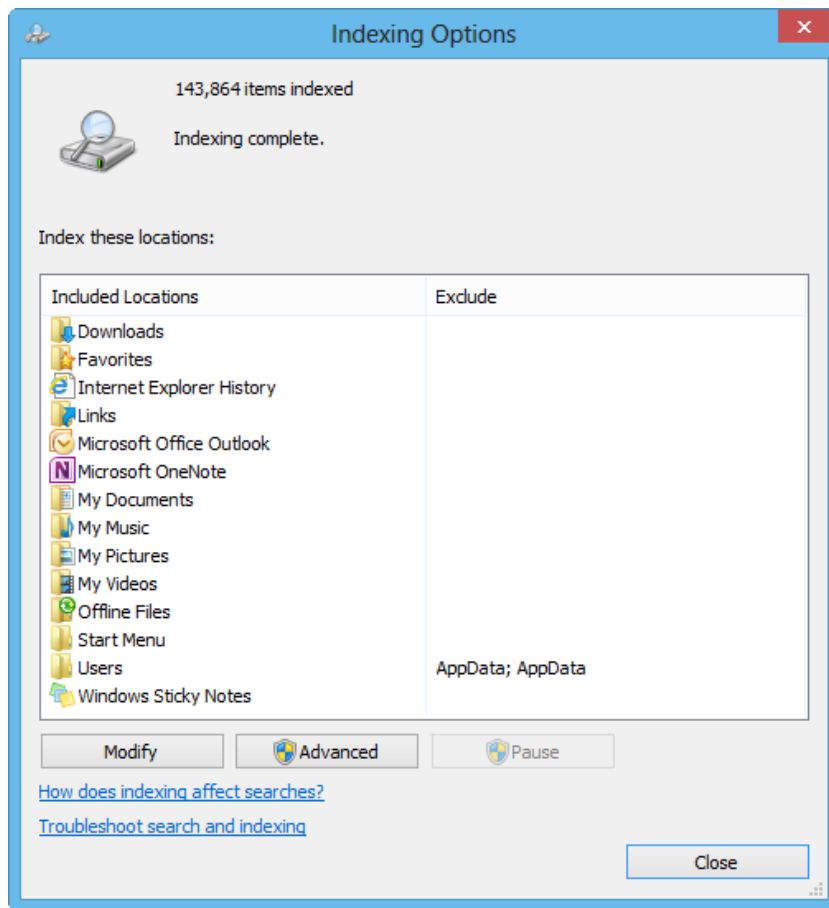 Indexing Options
143,864 items indexed
Indexing complete.
Index these locations:
Included Locations Exclude
Downloads
Favorites
Internet Explorer History
Links
Microsoft Office Outlook
N Microsoft OneNote
My Documents
My Music
My Pictures
My Videos
Offline Files
Start Menu
Users AppData; AppData
Windows Sticky Notes
Modify Advanced Pause
How does indexing affect searches?
Troubleshoot search and indexing
Close